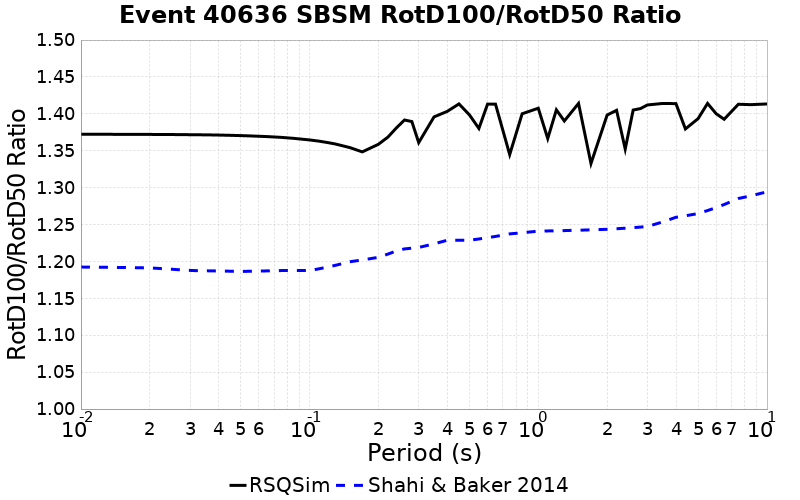 Event 40636 SBSM RotD100/RotD50 Ratio
1.50
1.45
1.40
1.35
1.30
1.25
1.20
1.15
1.10
1.05
1.00
RotD100/RotD50 Ratio
10-2 2 3 4 5 6 10-1 2 3 4 5 6 7 100 2 3 4 5 6 7 101
Period (s)
RSQSim Shahi & Baker 2014